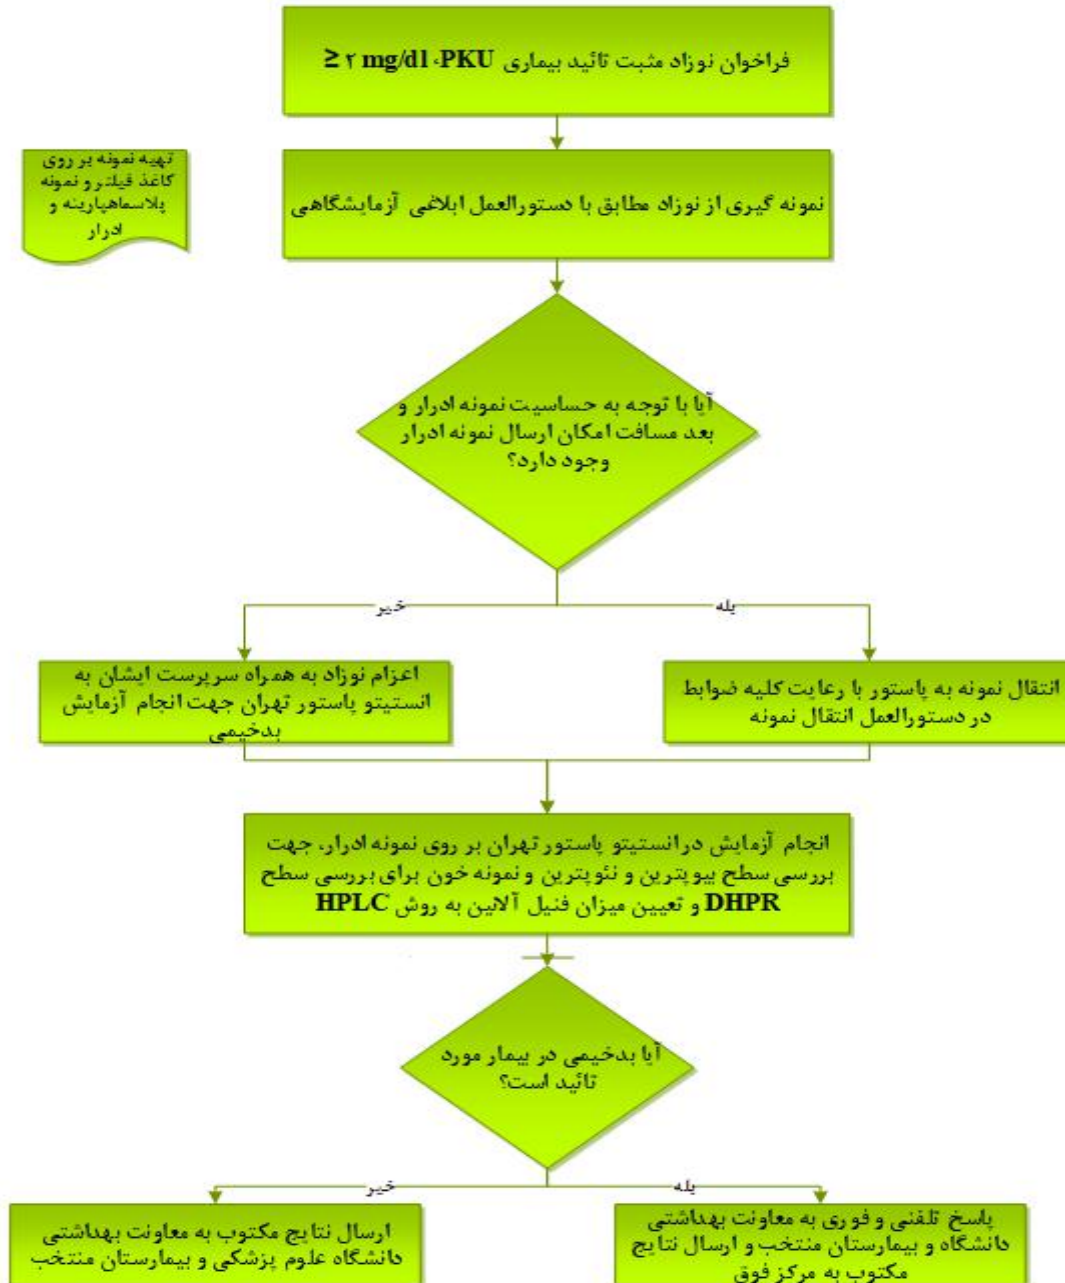 فراخوان نوزاد مثبت تائید بیماری PKU، ۲ mg/dl ≤
تهیه نمونه بر روی
کاغذ فیلتر و نمونه
پلاسماهپارینه و
ادرار
نمونه گیری از نوزاد مطابق با دستورالعمل ابلاغی آزمایشگاهی
آیا با توجه به حساسیت نمونه ادرار و
بعد مسافت امکان ارسال نمونه ادرار
وجود دارد؟
بله
خیر
انتقال نمونه به پاستور با رعایت کلیه ضوابط
در دستورالعمل انتقال نمونه
اعزام نوزاد به همراه سرپرست ایشان به
انستیتو پاستور تهران جهت انجام آزمایش
بدخیمی
انجام آزمایش در انستیتو پاستور تهران بر روی نمونه ادرار، جهت
بررسی سطح بیوپترین و نئوپترین و نمونه خون برای بررسی سطح
DHPR و تعیین میزان فنیل آلاین به روش HPLC
آیا بدخیمی در بیمار مورد
تائید است؟
بله
خیر
پاسخ تلفنی و فوری به معاونت بهداشتی
دانشگاه و بیمارستان منتخب و ارسال نتایج
مکتوب به مرکز فوق
ارسال نتایج مکتوب به معاونت بهداشتی
دانشگاه علوم پزشکی و بیمارستان منتخب